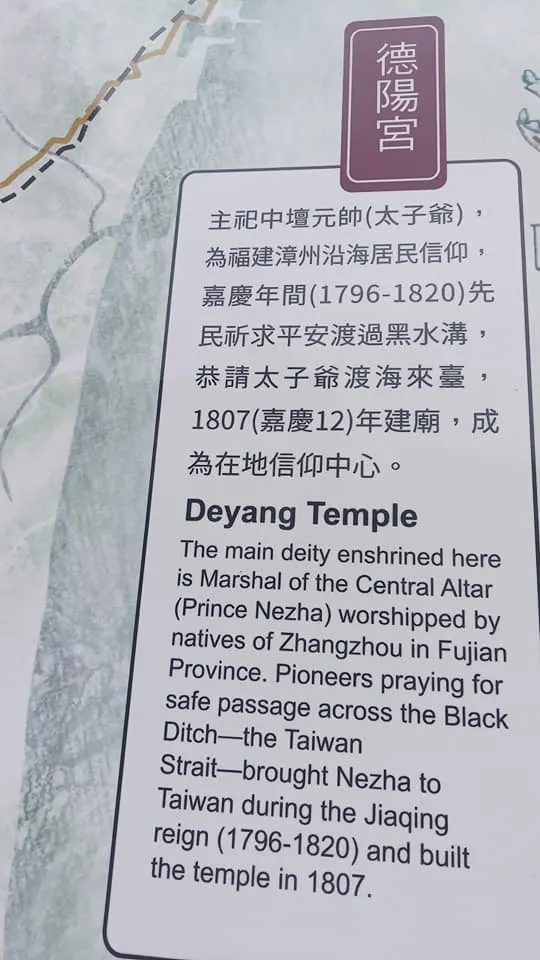 德陽宮
主祀中壇元帥(太子爺)，
為福建漳州沿海居民信仰，
嘉慶年間(1796-1820)先
民祈求平安渡過黑水溝，
恭請太子爺渡海來臺，
1807(嘉慶12)年建廟，成
為在地信仰中心。
Deyang Temple
The main deity enshrined here
is Marshal of the Central Altar
(Prince Nezha) worshipped by
natives of Zhangzhou in Fujian
Province. Pioneers praying for
safe passage across the Black
Ditch—the Taiwan
Strait—brought Nezha to
Taiwan during the Jiaqing
reign (1796-1820) and built
the temple in 1807.